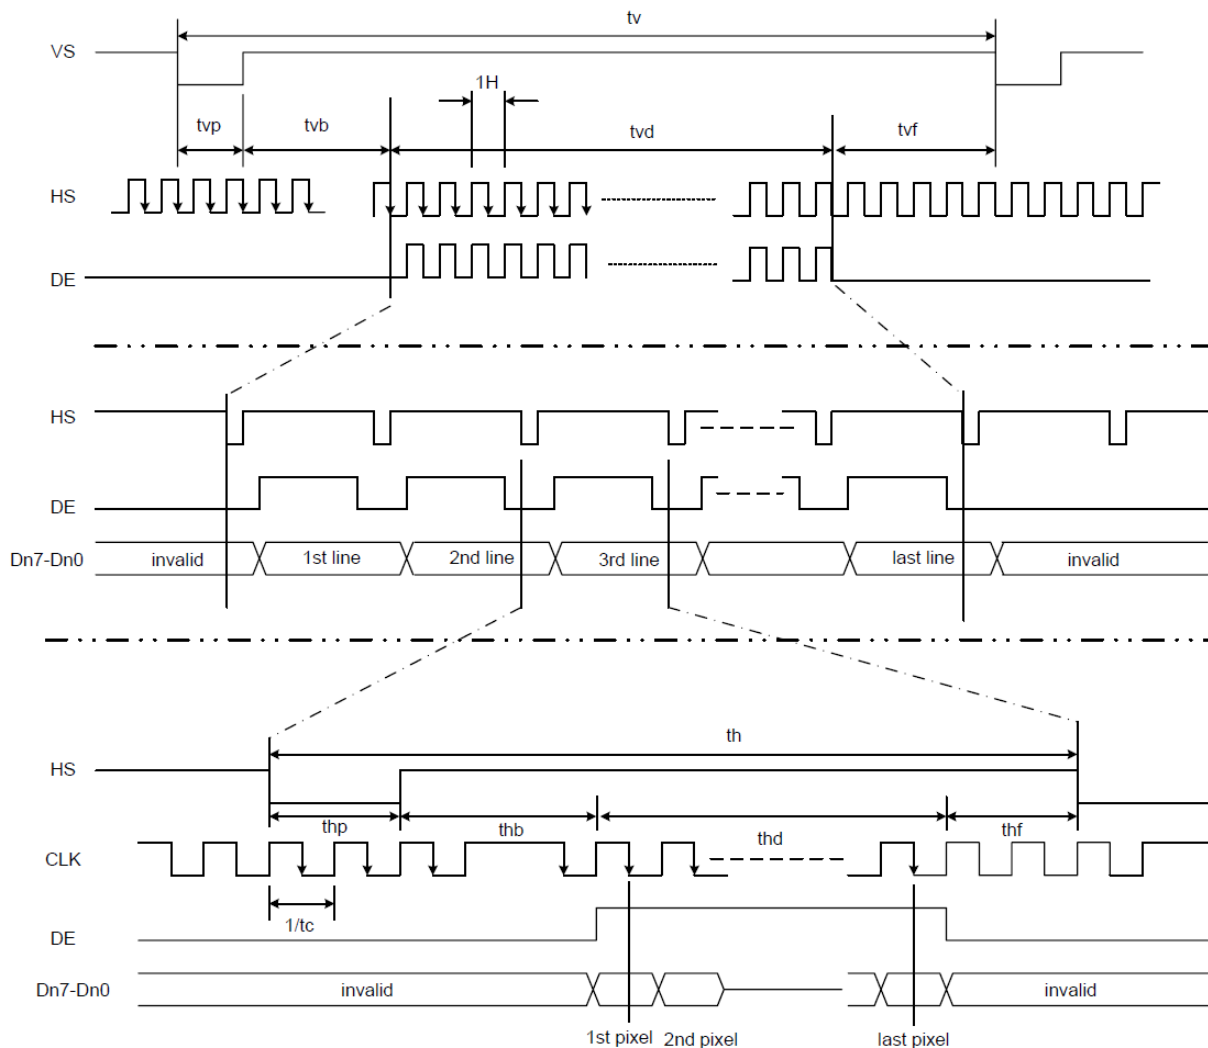 tv
VS
1H
tvp
tvb
tvd
tvf
HS
DE
HS
DE
Dn7-Dn0 invalid 1st line 2nd line 3rd line last line invalid
th
HS
thp thb thd thf
CLK
1/tc
DE
Dn7-Dn0 invalid invalid
1st pixel 2nd pixel last pixel